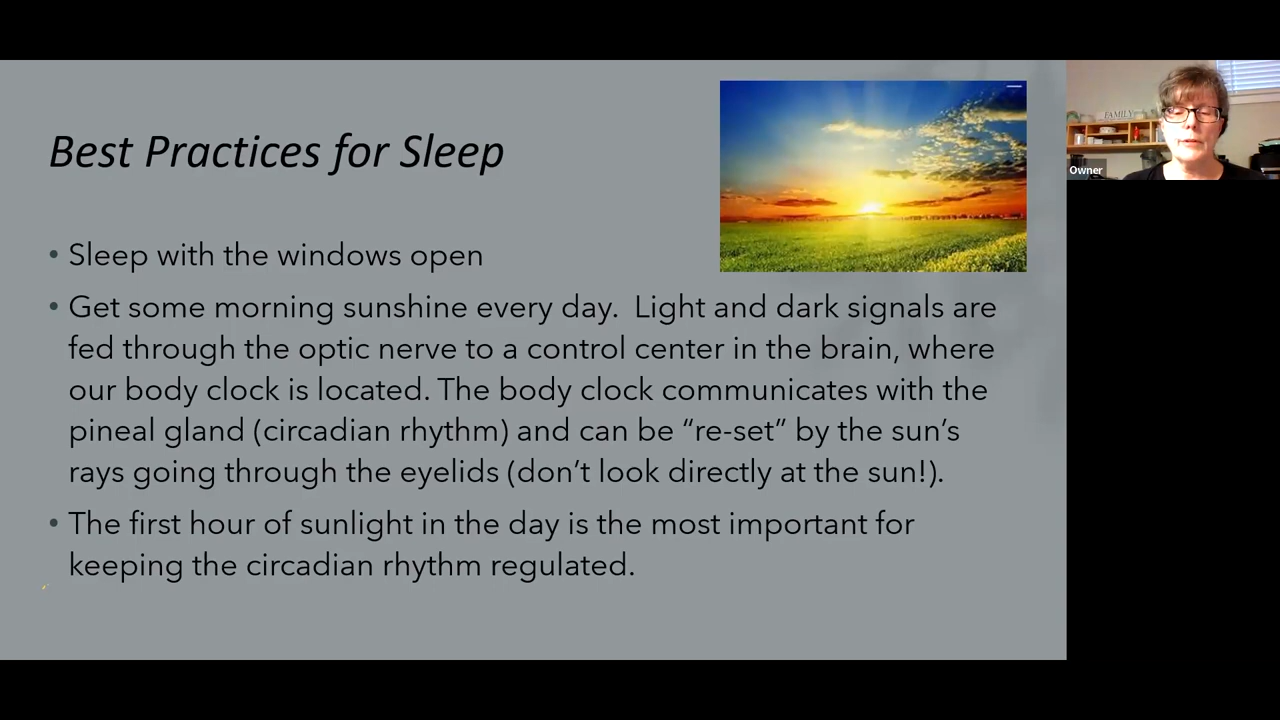 Best Practices for Sleep
• Sleep with the windows open
• Get some morning sunshine every day.  Light and dark signals are
fed through the optic nerve to a control center in the brain, where
our body clock is located. The body clock communicates with the
pineal gland (circadian rhythm) and can be “re-set” by the sun’s
rays going through the eyelids (don’t look directly at the sun!).
• The first hour of sunlight in the day is the most important for
keeping the circadian rhythm regulated.
FAMILY
Owner